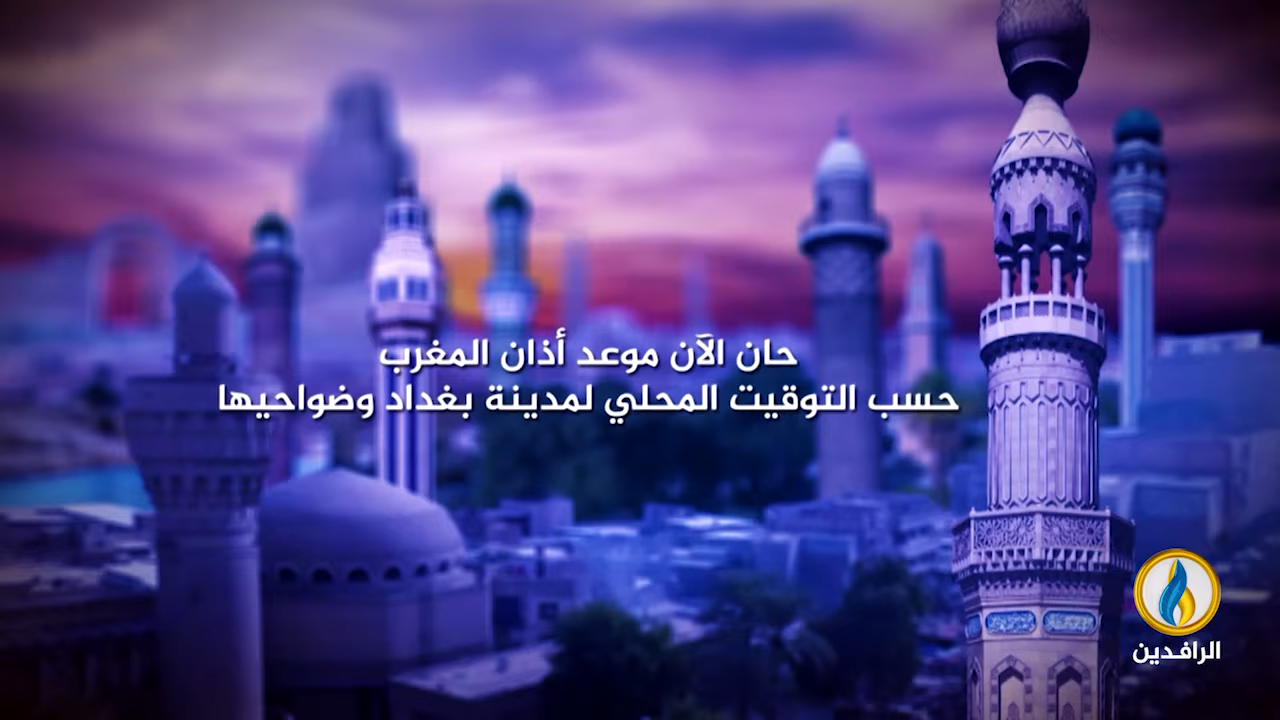 حان الآن موعد أذان المغرب
حسب التوقيت المحلي لمدينة بغداد وضواحيها
الرافدين